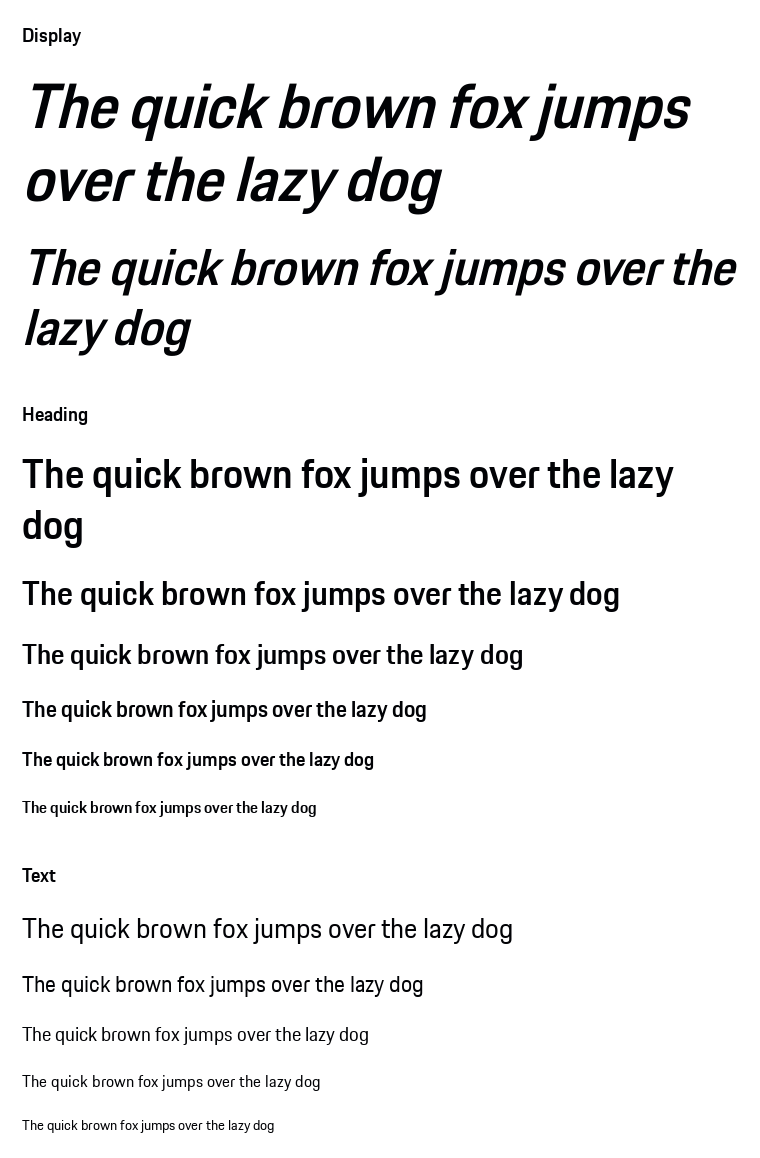 Display
The quick brown fox jumps
over the lazy dog
The quick brown fox jumps over the
lazy dog
Heading
The quick brown fox jumps over the lazy
dog
The quick brown fox jumps over the lazy dog
The quick brown fox jumps over the lazy dog
The quick brown fox jumps over the lazy dog
The quick brown fox jumps over the lazy dog
The quick brown fox jumps over the lazy dog
Text
The quick brown fox jumps over the lazy dog
The quick brown fox jumps over the lazy dog
The quick brown fox jumps over the lazy dog
The quick brown fox jumps over the lazy dog
The quick brown fox jumps over the lazy dog